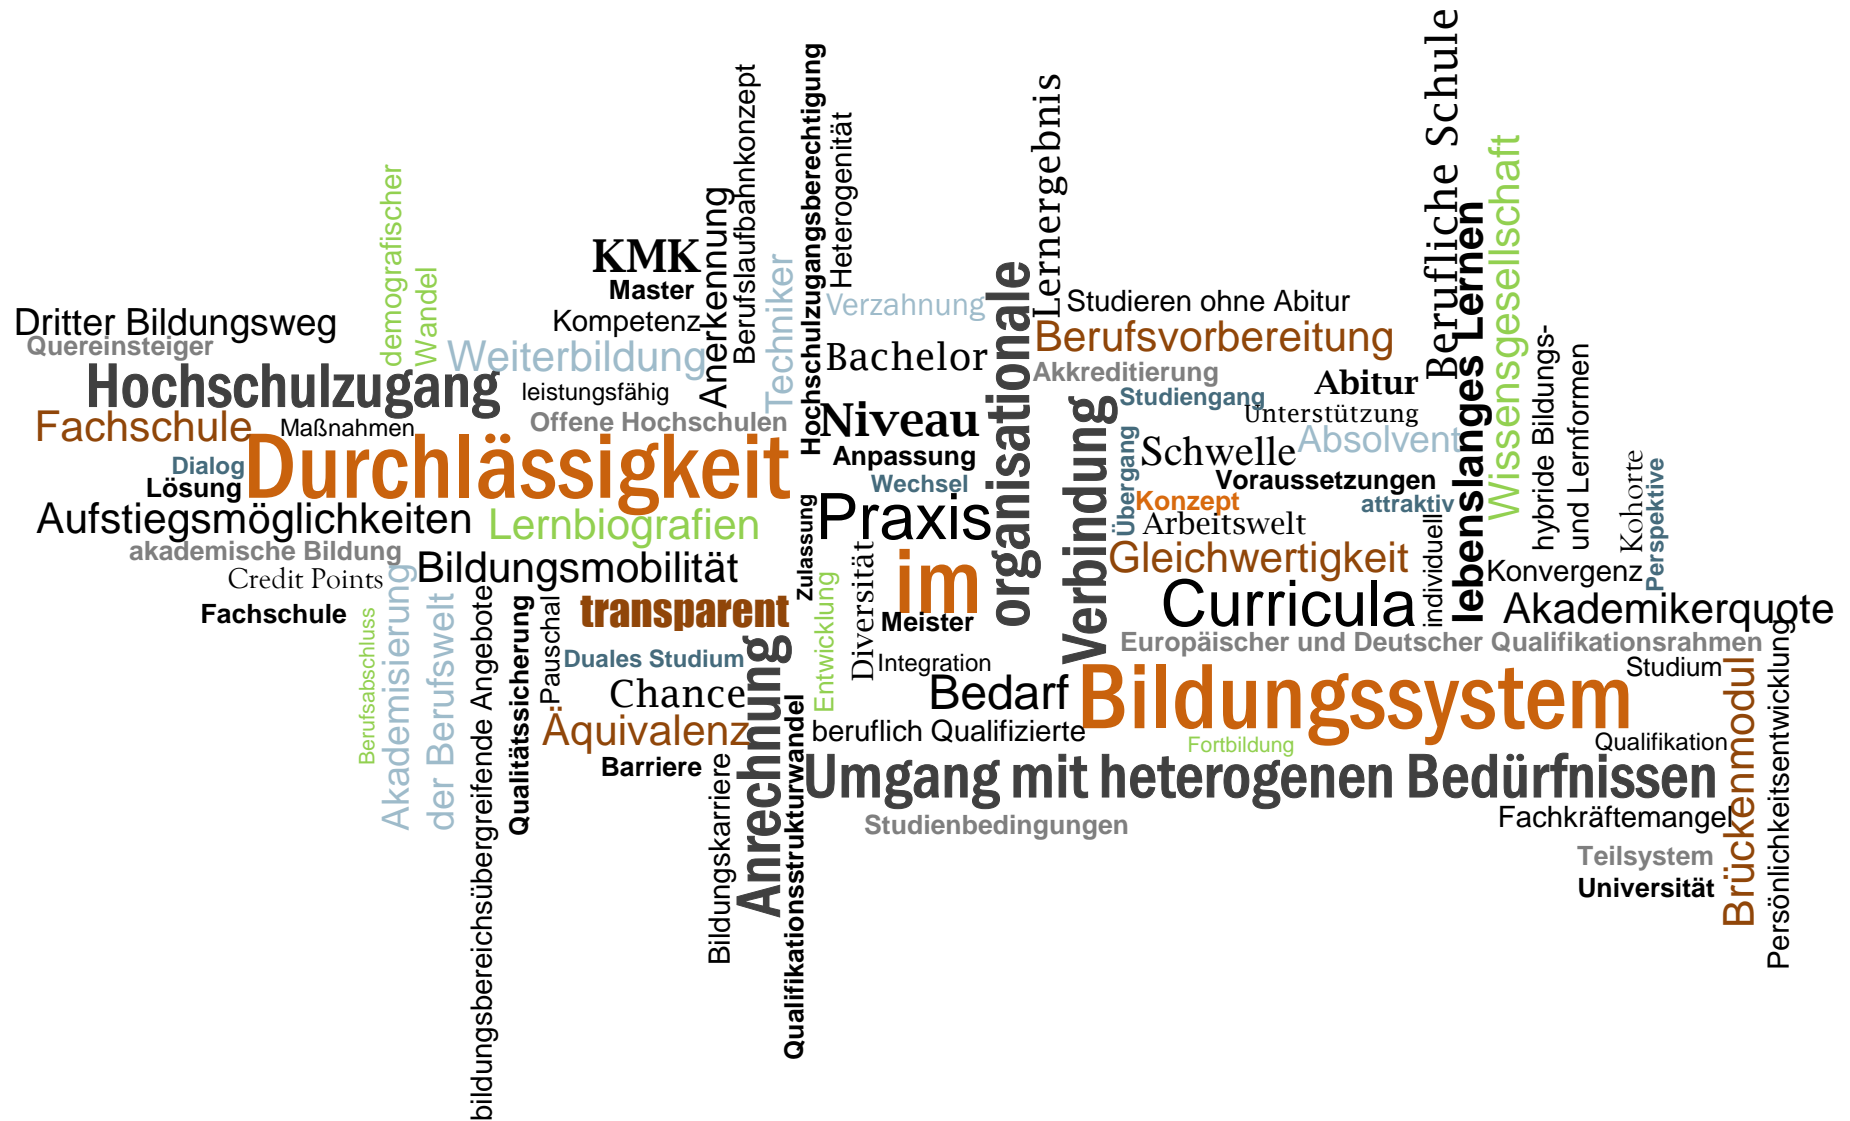 Dritter Bildungsweg
Quereinsteiger
Hochschulzugang
Fachschule
Maßnahmen
Dialog
Lösung
Durchlässigkeit
Aufstiegsmöglichkeiten
Lernbiografien
akademische Bildung
Credit Points
Bildungsmobilität
Fachschule
demografischer
Wandel
KMK
Master
Kompetenz
Weiterbildung
leistungsfähig
Offene Hochschulen
Anerkennung
Berufslaufbahnkonzept
Techniker
Hochschulzugangsberechtigung
Heterogenität
Verzahnung
Bachelor
Niveau
Anpassung
Wechsel
Praxis
im
Zulassung
Entwicklung
Diversität
Meister
Integration
Bedarf
beruflich Qualifizierte
organisationale
Lernergebnis
Studieren ohne Abitur
Berufsvorbereitung
Akkreditierung
Studiengang
Abitur
Unterstützung
Verbindung
Übergang
Schwelle
Absolvent
Voraussetzungen
Konzept
attraktiv
Arbeitswelt
Gleichwertigkeit
individuell
Curricula
Berufliche Schule
lebenslanges Lernen
Wissensgesellschaft
hybride Bildungs-
und Lernformen
Kohorte
Perspektive
Konvergenz
Akademikerquote
Europäischer und Deutscher Qualifikationsrahmen
Studium
Bildungssystem
Fortbildung
Qualifikation
Umgang mit heterogenen Bedürfnissen
Studienbedingungen
Fachkräftemangel
Teilsystem
Universität
Brückenmodul
Persönlichkeitsentwicklung
Berufsabschluss
Akademisierung
der Berufswelt
bildungsbereichsübergreifende Angebote
Qualitätssicherung
Pauschal
transparent
Duales Studium
Chance
Äquivalenz
Barriere
Bildungskarriere
Anrechnung
Qualifikationsstrukturwandel